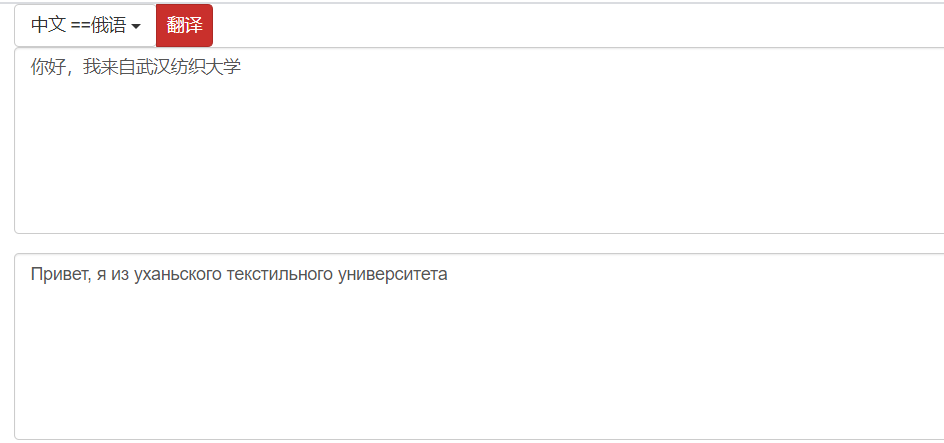 中文 ==俄语 翻译
你好，我来自武汉纺织大学
Привет, я из уханьского текстильного университета